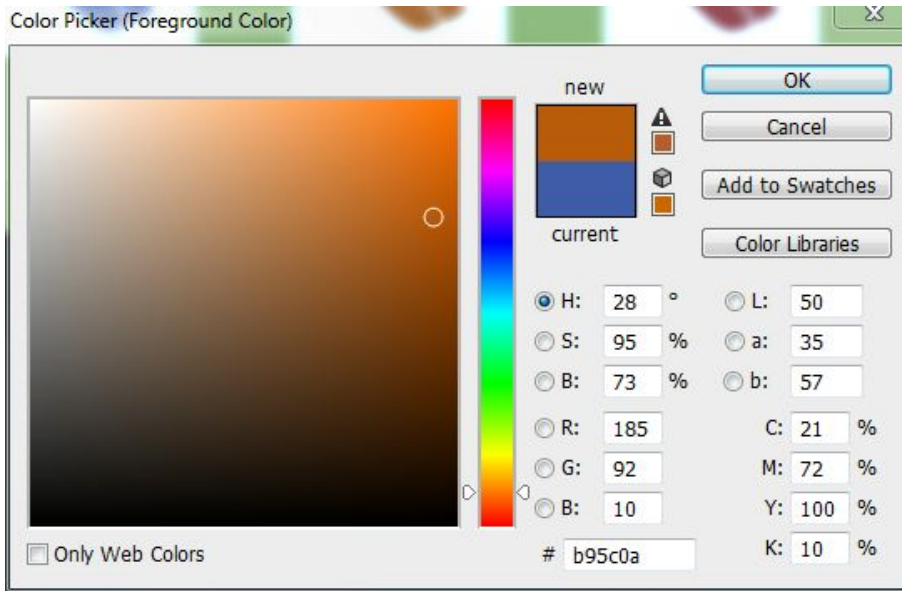 Color Picker (Foreground Color)
new
current
OK
Cancel
Add to Swatches
Color Libraries
H: 28 °
S: 95 %
B: 73 %
R: 185
G: 92
B: 10
# b95c0a
L: 50
a: 35
b: 57
C: 21 %
M: 72 %
Y: 100 %
K: 10 %
Only Web Colors